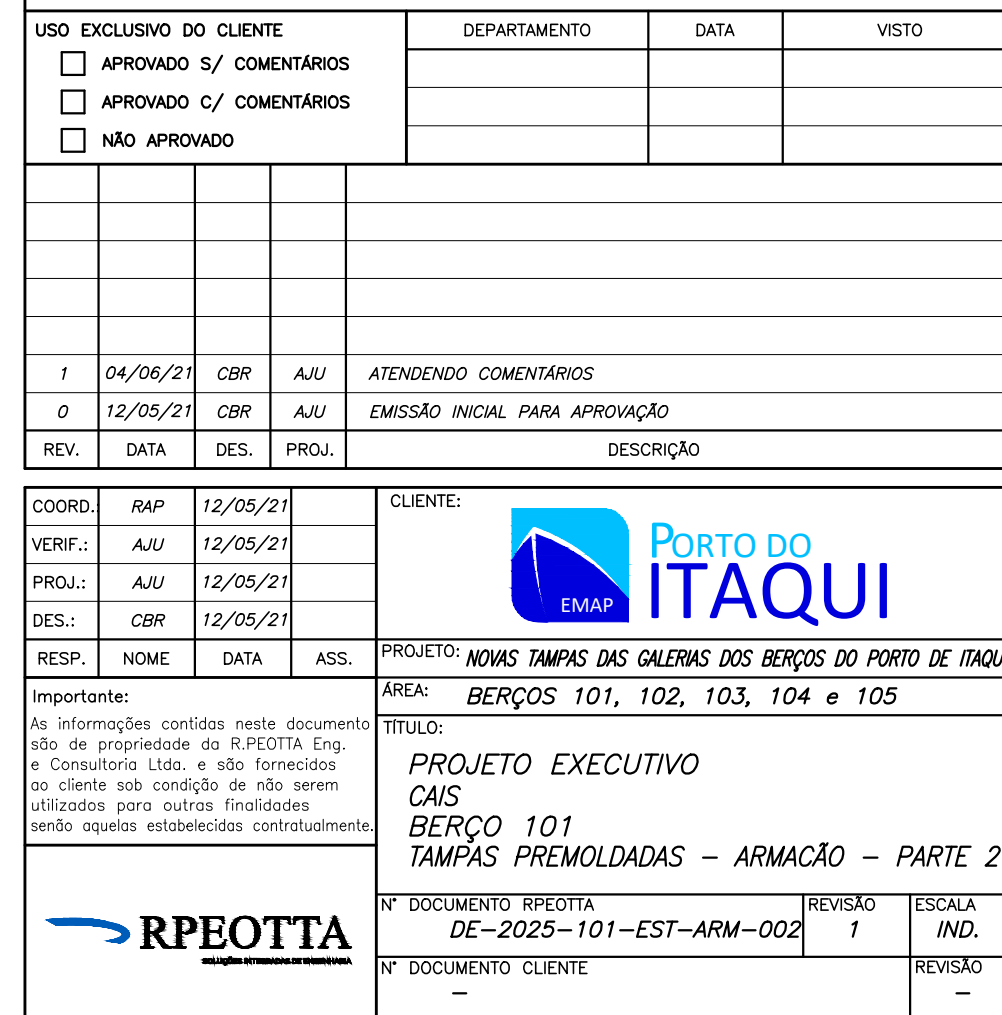 USO EXCLUSIVO DO CLIENTE
APROVADO S/ COMENTÁRIOS
APROVADO C/ COMENTÁRIOS
NÃO APROVADO
DEPARTAMENTO DATA VISTO
1 04/06/21 CBR AJU ATENDENDO COMENTÁRIOS
0 12/05/21 CBR AJU EMISSÃO INICIAL PARA APROVAÇÃO
REV. DATA DES. PROJ. DESCRIÇÃO
COORD.: RAP 12/05/21
VERIF.: AJU 12/05/21
PROJ.: AJU 12/05/21
DES.: CBR 12/05/21
RESP. NOME DATA ASS.
Importante:
As informações contidas neste documento
são de propriedade da R.PEOTTA Eng.
e Consultoria Ltda. e são fornecidos
ao cliente sob condição de não serem
utilizados para outras finalidades
senão aquelas estabelecidas contratualmente.
RPEOTTA
SOLUÇÕES INTEGRADAS DE ENGENHARIA
CLIENTE:
EMAP
PORTO DO
ITAQUI
PROJETO: NOVAS TAMPAS DAS GALERIAS DOS BERÇOS DO PORTO DE ITAQU
ÁREA: BERÇOS 101, 102, 103, 104 e 105
TÍTULO:
PROJETO EXECUTIVO
CAIS
BERÇO 101
TAMPAS PREMOLDADAS – ARMACÃO – PARTE 2
N° DOCUMENTO RPEOTTA REVISÃO ESCALA
DE–2025–101–EST–ARM–002 1 IND.
N° DOCUMENTO CLIENTE REVISÃO
– –